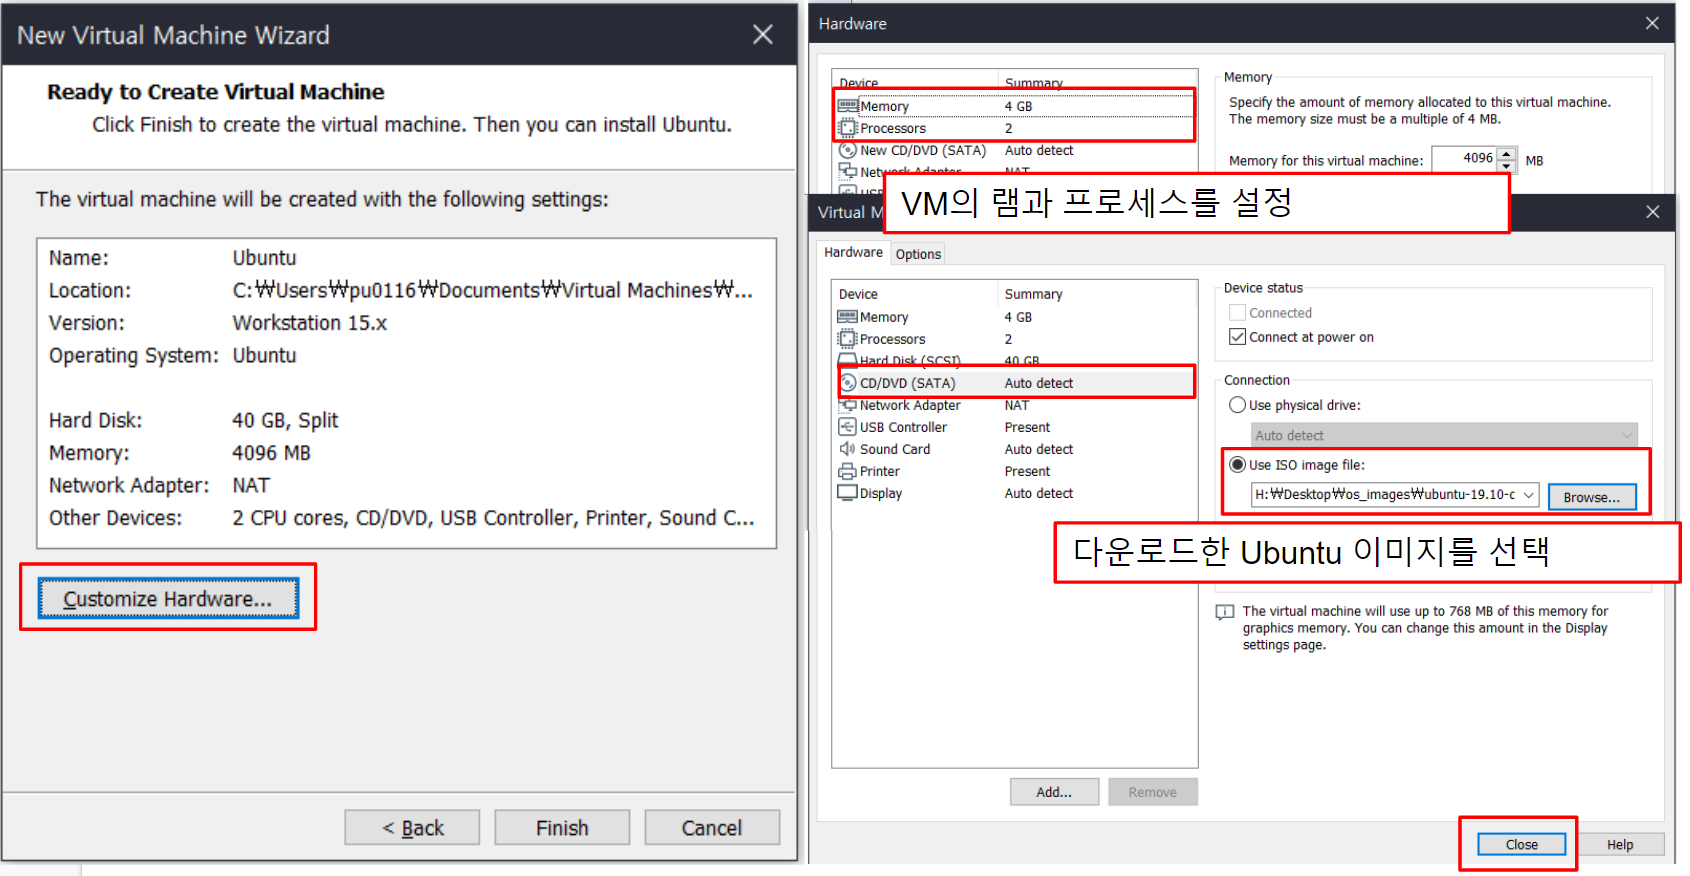 New Virtual Machine Wizard
Ready to Create Virtual Machine
Click Finish to create the virtual machine. Then you can install Ubuntu.
The virtual machine will be created with the following settings:
Name: Ubuntu
Location: C:₩Users₩pu0116₩Documents₩Virtual Machines₩...
Version: Workstation 15.x
Operating System: Ubuntu
Hard Disk: 40 GB, Split
Memory: 4096 MB
Network Adapter: NAT
Other Devices: 2 CPU cores, CD/DVD, USB Controller, Printer, Sound C...
Customize Hardware...
< Back Finish Cancel
Hardware
Device Summary
Memory 4 GB
Processors 2
New CD/DVD (SATA) Auto detect
Network Adapter NAT
USB
Memory
Specify the amount of memory allocated to this virtual machine.
The memory size must be a multiple of 4 MB.
Memory for this virtual machine: 4096 MB
VM의 램과 프로세스를 설정
Virtual M
Hardware Options
Device Summary
Memory 4 GB
Processors 2
Hard Disk (SCSI) 40 GB
CD/DVD (SATA) Auto detect
Network Adapter NAT
USB Controller Present
Sound Card Auto detect
Printer Present
Display Auto detect
Add... Remove
Device status
Connected
Connect at power on
Connection
Use physical drive:
Auto detect
Use ISO image file:
H:₩Desktop₩os_images₩ubuntu-19.10-c Browse...
다운로드한 Ubuntu 이미지를 선택
The virtual machine will use up to 768 MB of this memory for
graphics memory. You can change this amount in the Display
settings page.
Close Help